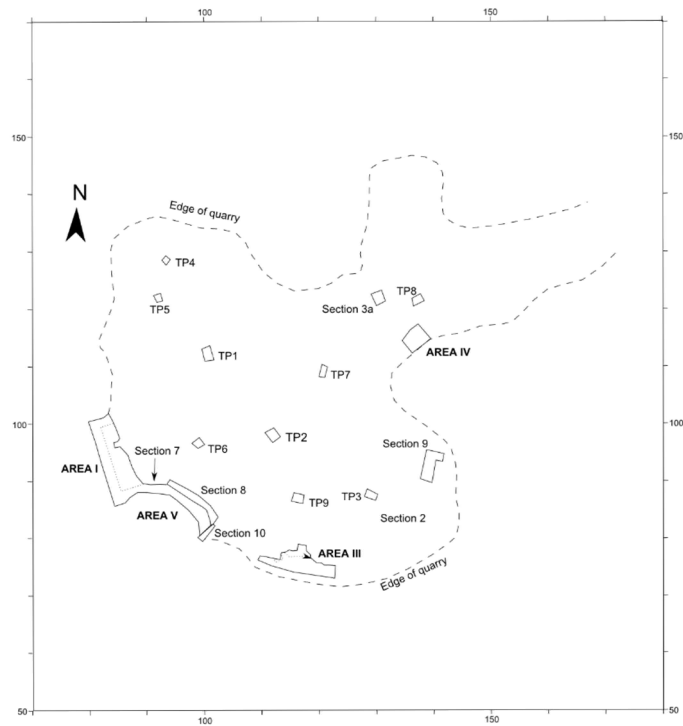 100
150
150
150
N
Edge of quarry
TP4
TP5
TP8
Section 3a
TP1
AREA IV
TP7
100
100
TP2
Section 9
TP6
Section 7
AREA I
Section 8
TP3
TP9
AREA V
Section 2
Section 10
AREA III
Edge of quarry
50
50
100
150